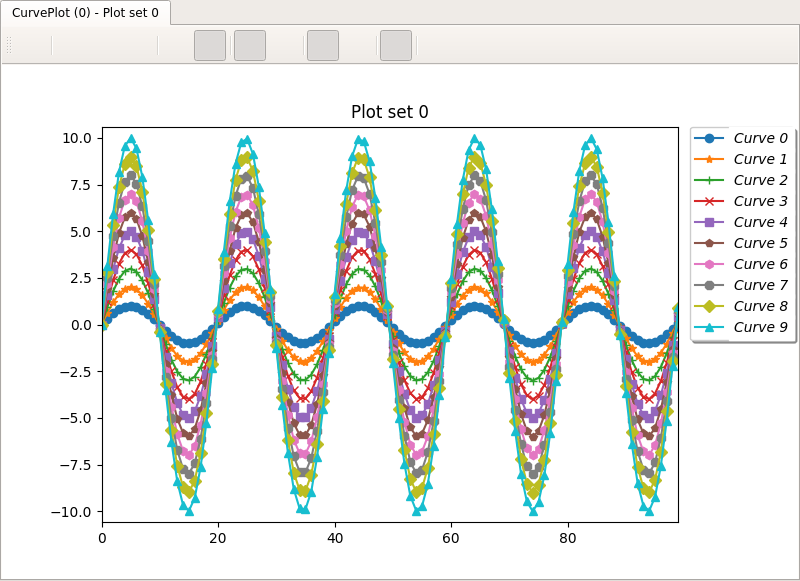 CurvePlot (0) - Plot set 0
Plot set 0
10.0
7.5
5.0
2.5
0.0
−2.5
−5.0
−7.5
−10.0
0 20 40 60 80
Curve 0
Curve 1
Curve 2
Curve 3
Curve 4
Curve 5
Curve 6
Curve 7
Curve 8
Curve 9